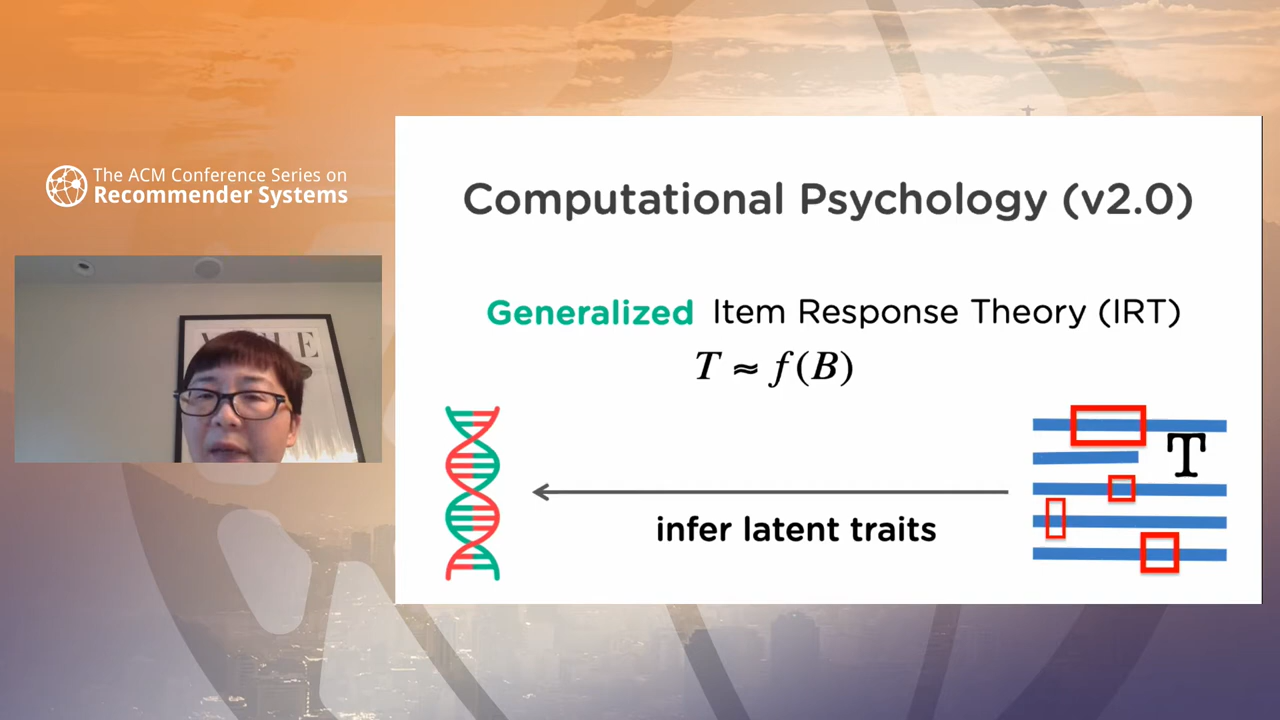 The ACM Conference Series on
Recommender Systems
Computational Psychology (v2.0)
Generalized Item Response Theory (IRT)
T ≈ f(B)
T
infer latent traits